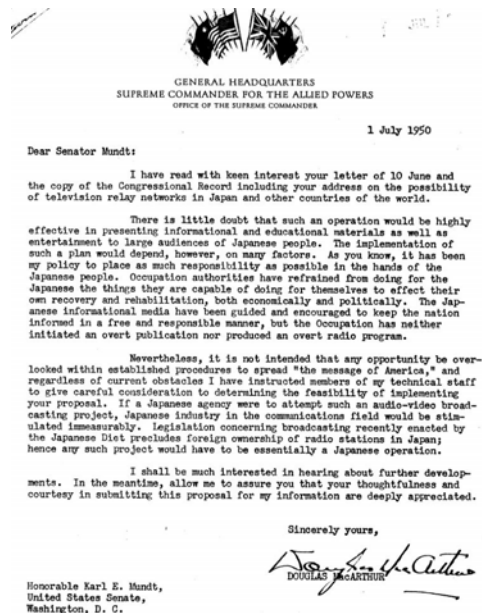 GENERAL HEADQUARTERS
SUPREME COMMANDER FOR THE ALLIED POWERS
OFFICE OF THE SUPREME COMMANDER
1 July 1950
Dear Senator Mundt:
I have read with keen interest your letter of 10 June and
the copy of the Congressional Record including your address on the possibility
of television relay networks in Japan and other countries of the world.
There is little doubt that such an operation would be highly
effective in presenting informational and educational materials as well as
entertainment to large audiences of Japanese people. The implementation of
such a plan would depend, however, on many factors. As you know, it has been
my policy to place as much responsibility as possible in the hands of the
Japanese people. Occupation authorities have refrained from doing for the
Japanese the things they are capable of doing for themselves to effect their
own recovery and rehabilitation, both economically and politically. The Jap-
anese informational media have been guided and encouraged to keep the nation
informed in a free and responsible manner, but the Occupation has neither
initiated an overt publication nor produced an overt radio program.
Nevertheless, it is not intended that any opportunity be over-
looked within established procedures to spread "the message of America," and
regardless of current obstacles I have instructed members of my technical staff
to give careful consideration to determining the feasibility of implementing
your proposal. If a Japanese agency were to attempt such an audio-video broad-
casting project, Japanese industry in the communications field would be stim-
ulated immeasurably. Legislation concerning broadcasting recently enacted by
the Japanese Diet precludes foreign ownership of radio stations in Japan;
hence any such project would have to be essentially a Japanese operation.
I shall be much interested in hearing about further develop-
ments. In the meantime, allow me to assure you that your thoughtfulness and
courtesy in submitting this proposal for my information are deeply appreciated.
Sincerely yours,
Douglas MacArthur
DOUGLAS MacARTHUR
Honorable Karl E. Mundt,
United States Senate,
Washington, D. C.